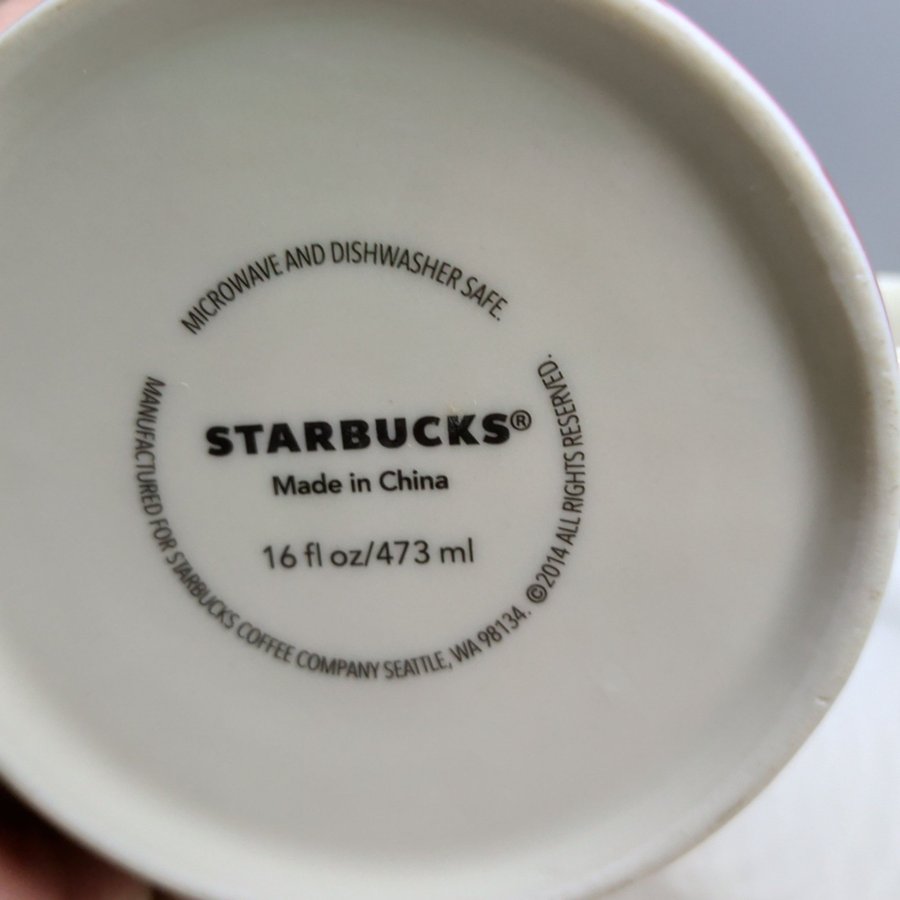 MICROWAVE AND DISHWASHER SAFE.
STARBUCKS®
Made in China
16 fl oz/473 ml
MANUFACTURED FOR STARBUCKS COFFEE COMPANY SEATTLE, WA 98134. ©2014 ALL RIGHTS RESERVED.